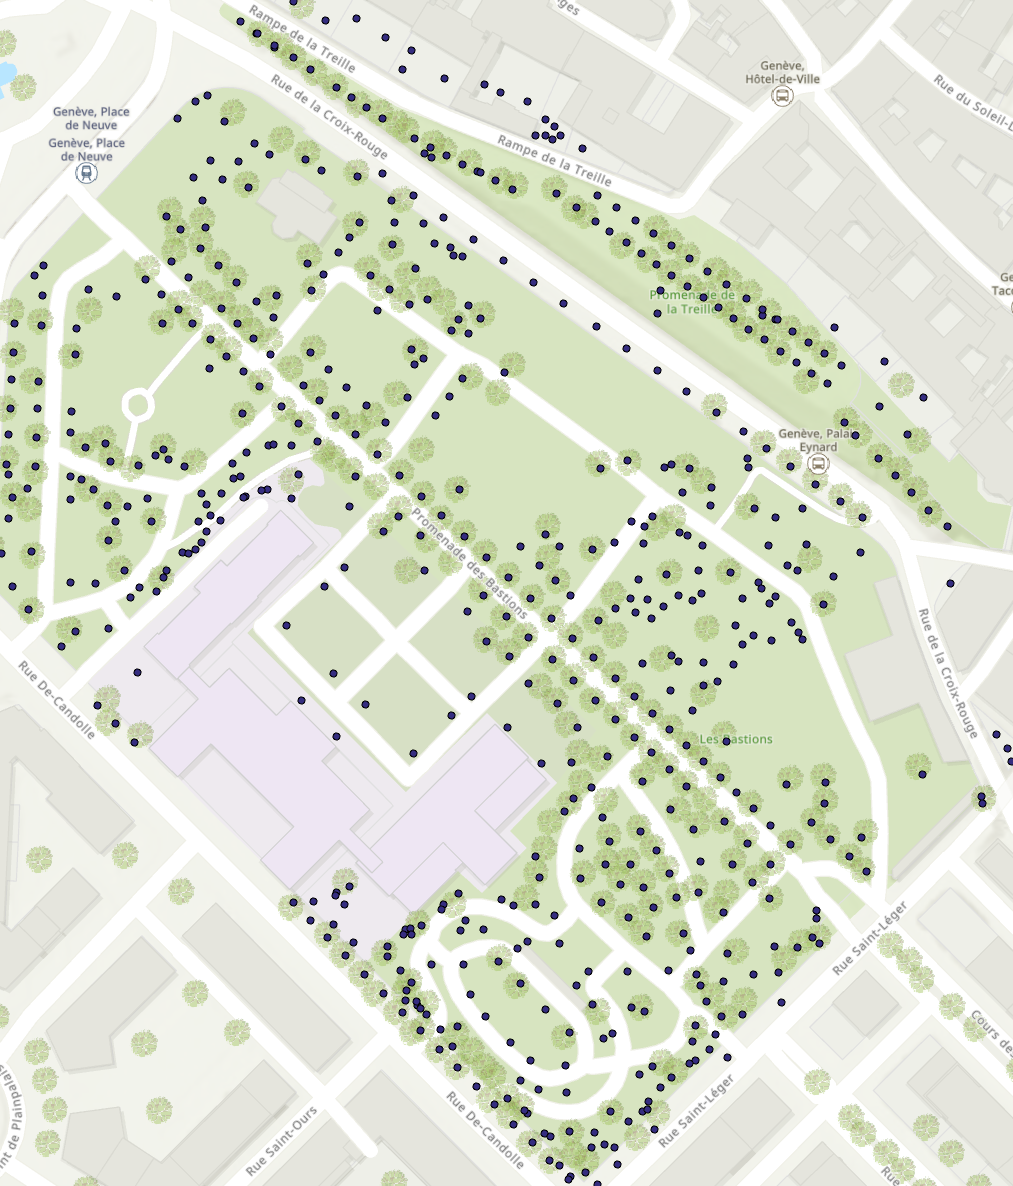 Rampe de la Treille
Rue de la Croix-Rouge
Genève,
Hôtel-de-Ville
Genève, Place
de Neuve
Genève, Place
de Neuve
Rampe de la Treille
Promenade de
la Treille
Genève, Palai
Eynard
Promenade des Bastions
Rue de la Croix-Rouge
Rue De-Candolle
Les Bastions
Rue Saint-Léger
Cours de
Rue De-Candolle
Rue Saint-Léger
Rue Saint-Ours
Rue